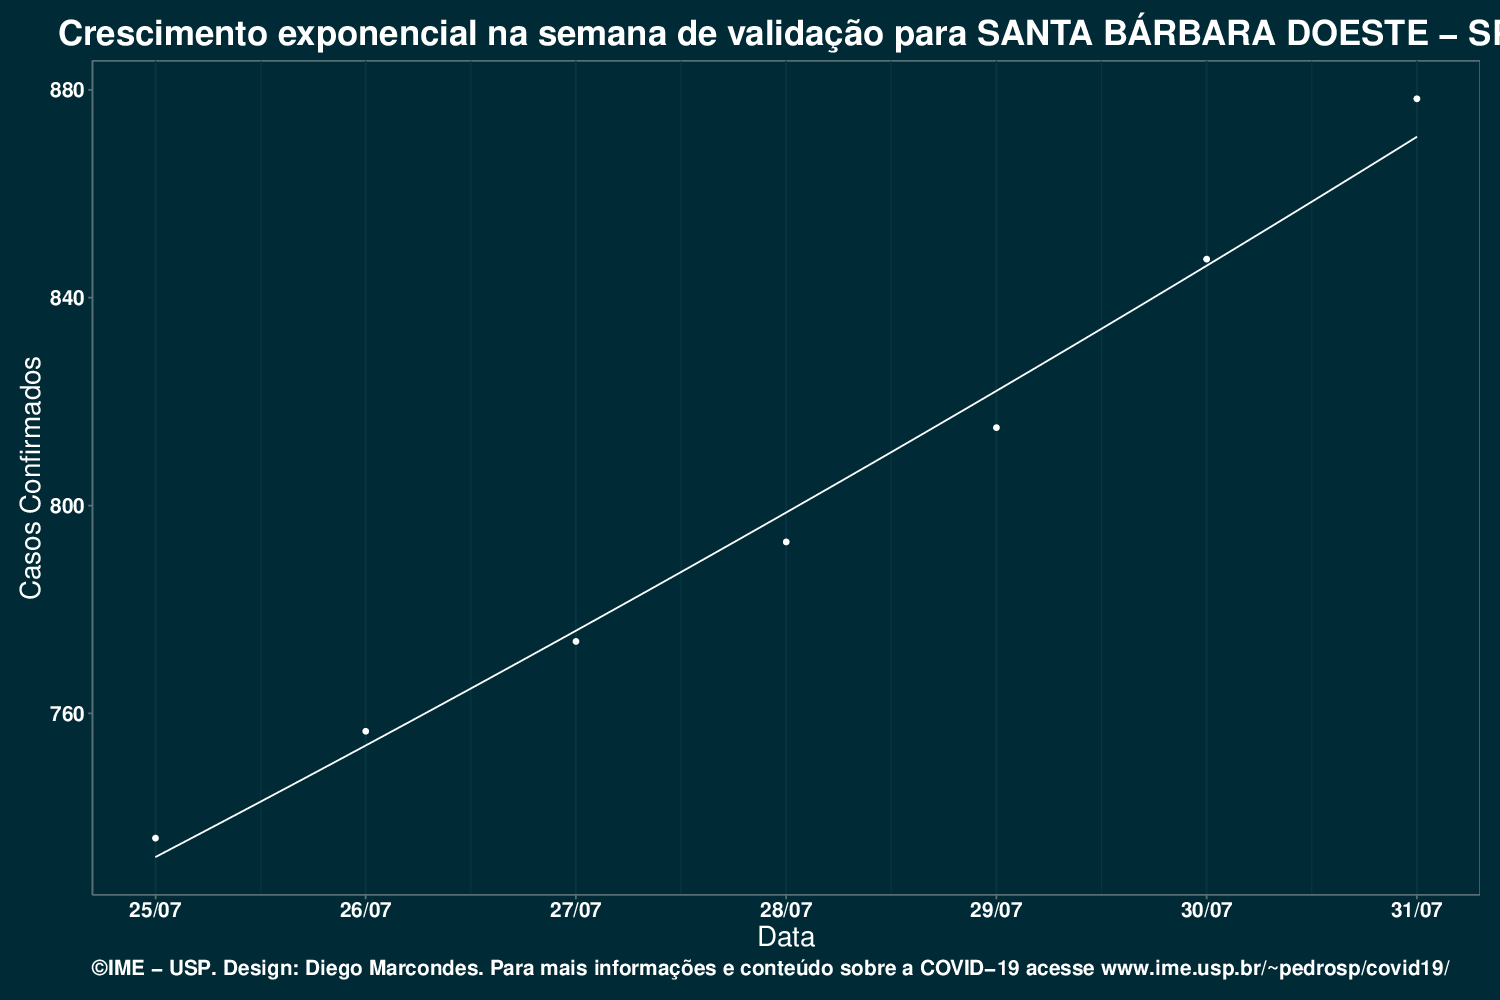 Crescimento exponencial na semana de validação para SANTA BÁRBARA DOESTE – SP
880
840
800
760
Casos Confirmados
25/07 26/07 27/07 28/07 29/07 30/07 31/07
Data
©IME – USP. Design: Diego Marcondes. Para mais informações e conteúdo sobre a COVID–19 acesse www.ime.usp.br/~pedrosp/covid19/